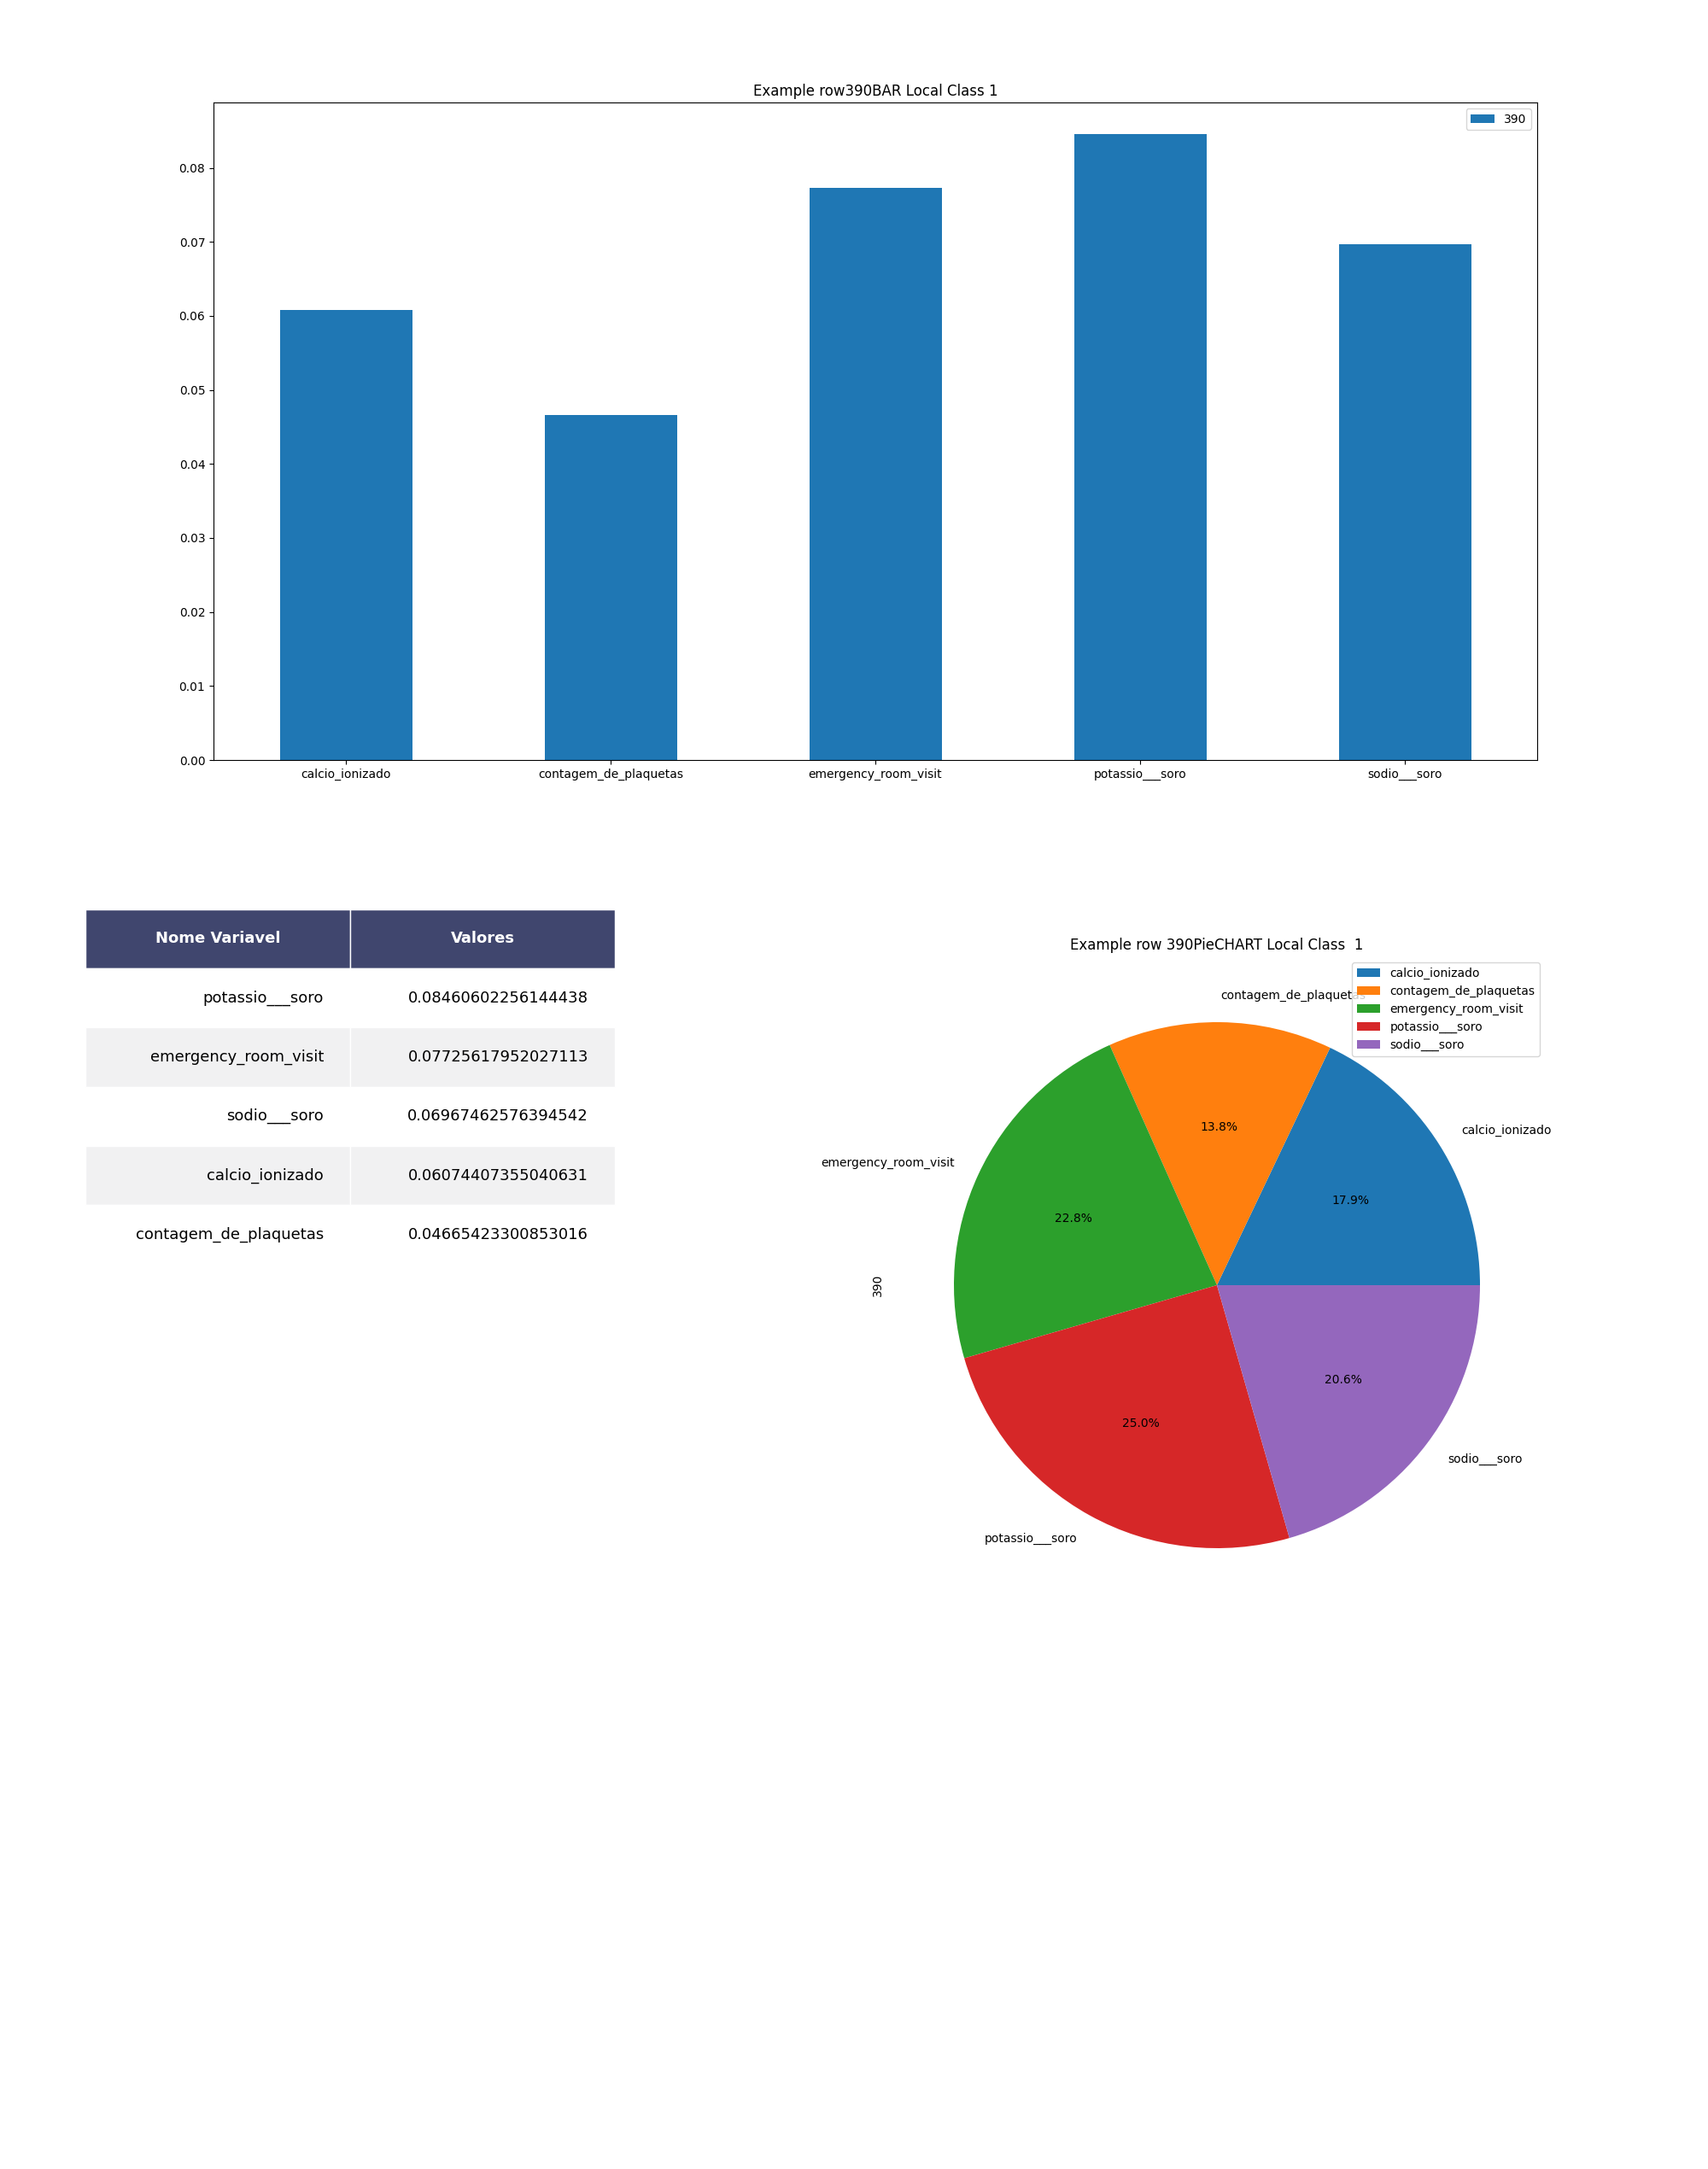 Example row390BAR Local Class 1
390
0.08
0.07
0.06
0.05
0.04
0.03
0.02
0.01
0.00
calcio_ionizado contagem_de_plaquetas emergency_room_visit potassio___soro sodio___soro
Nome Variavel Valores
potassio___soro 0.08460602256144438
emergency_room_visit 0.07725617952027113
sodio___soro 0.06967462576394542
calcio_ionizado 0.06074407355040631
contagem_de_plaquetas 0.04665423300853016
Example row 390PieCHART Local Class  1
calcio_ionizado
contagem_de_plaquetas
emergency_room_visit
potassio___soro
sodio___soro
contagem_de_plaquetas
calcio_ionizado
emergency_room_visit
potassio___soro
sodio___soro
13.8%
17.9%
22.8%
25.0%
20.6%
390